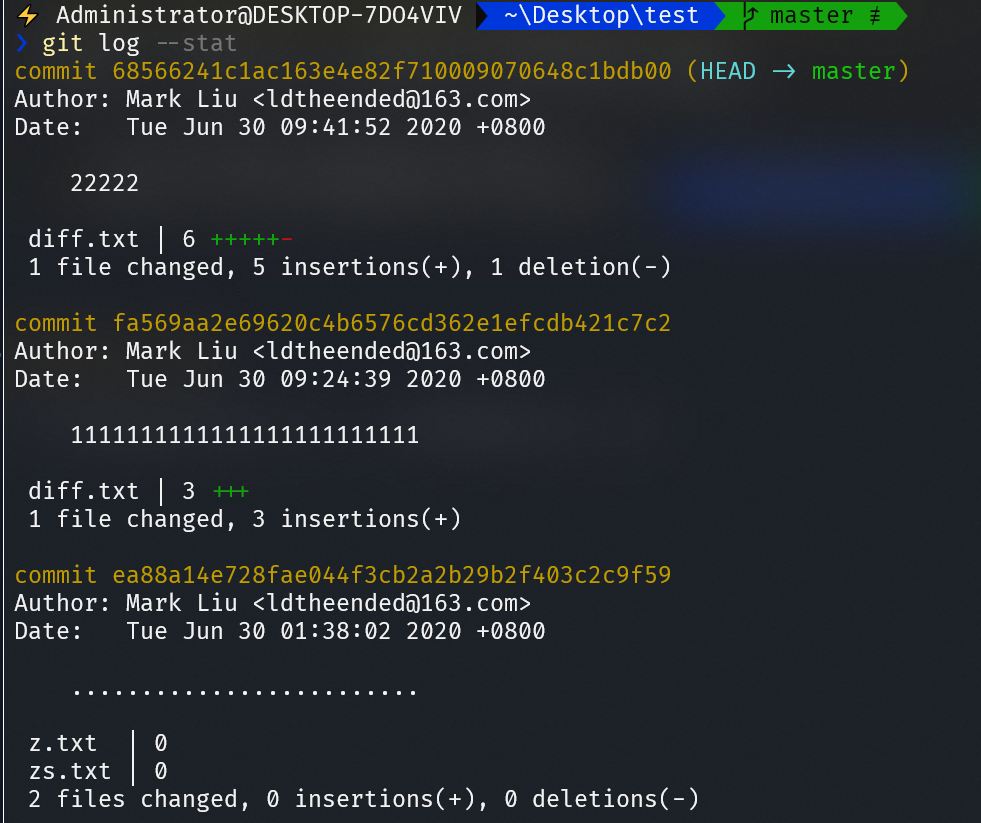 ⚡ Administrator@DESKTOP-7DO4VIV ~\Desktop\test master ≢
❯ git log --stat
commit 68566241c1ac163e4e82f710009070648c1bdb00 (HEAD → master)
Author: Mark Liu <ldtheended@163.com>
Date:   Tue Jun 30 09:41:52 2020 +0800
22222
diff.txt | 6 +++++-
1 file changed, 5 insertions(+), 1 deletion(-)
commit fa569aa2e69620c4b6576cd362e1efcdb421c7c2
Author: Mark Liu <ldtheended@163.com>
Date:   Tue Jun 30 09:24:39 2020 +0800
1111111111111111111111111
diff.txt | 3 +++
1 file changed, 3 insertions(+)
commit ea88a14e728fae044f3cb2a2b29b2f403c2c9f59
Author: Mark Liu <ldtheended@163.com>
Date:   Tue Jun 30 01:38:02 2020 +0800
.........................
z.txt  | 0
zs.txt | 0
2 files changed, 0 insertions(+), 0 deletions(-)